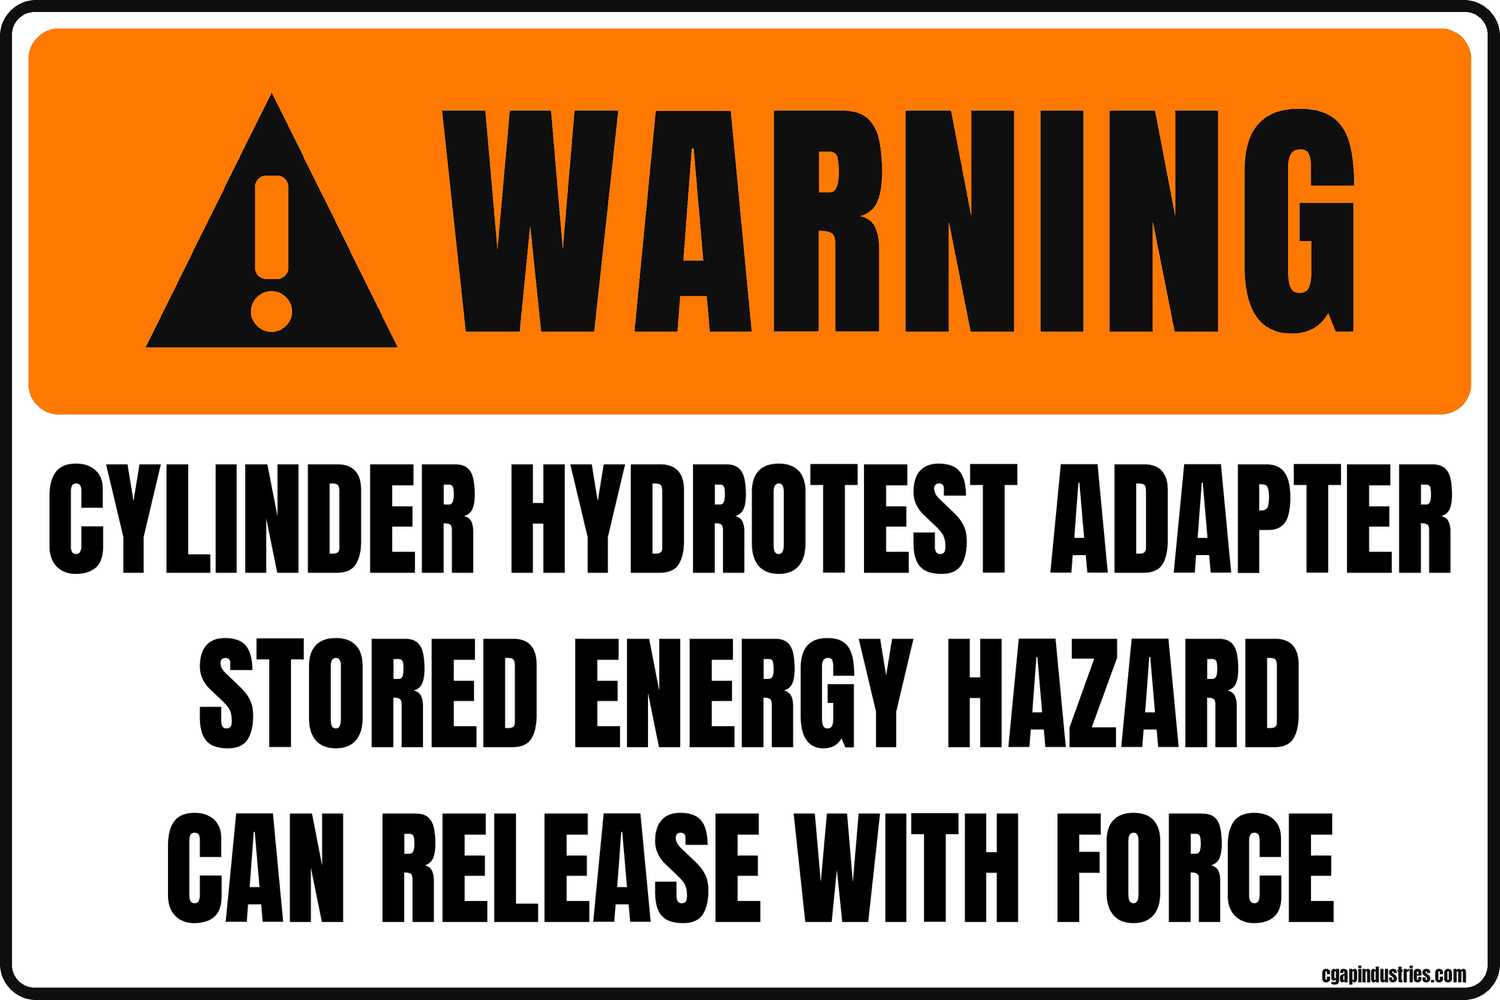 WARNING
CYLINDER HYDROTEST ADAPTER
STORED ENERGY HAZARD
CAN RELEASE WITH FORCE
cgapindustries.com